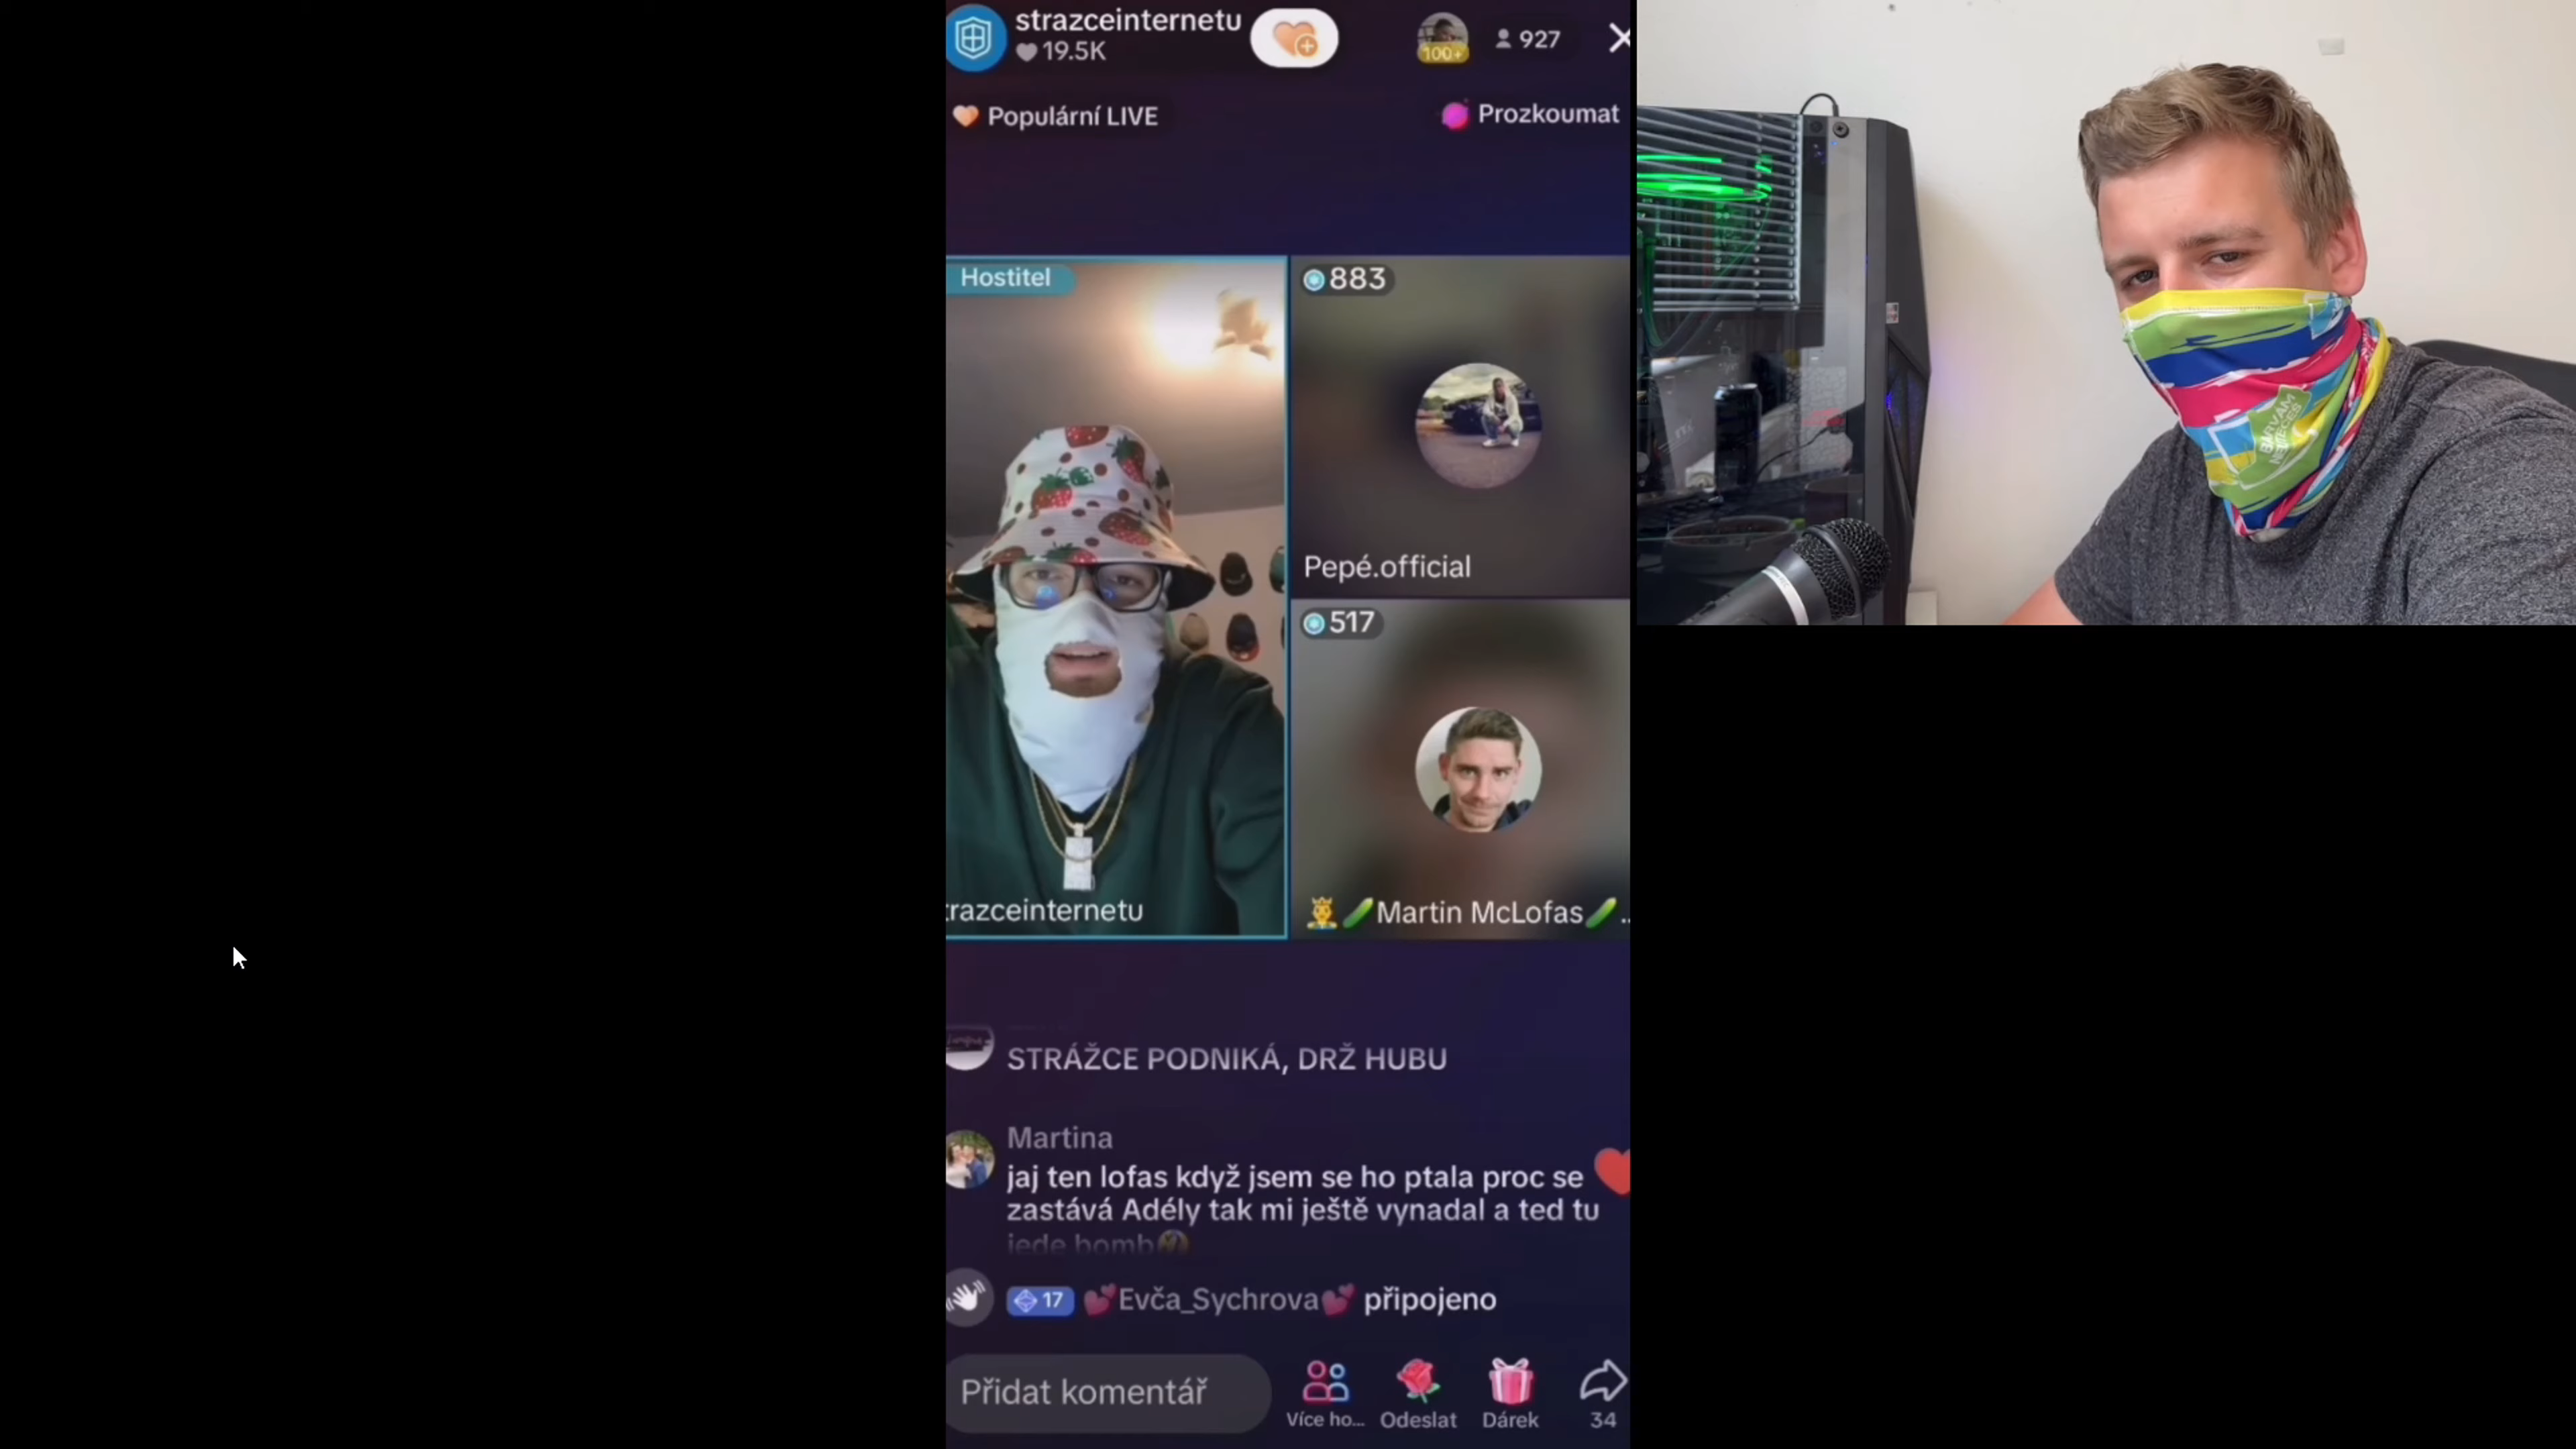 strazceinternetu
19.5K
100+
927
Populární LIVE
Prozkoumat
Hostitel
883
Pepé.official
517
trazceinternetu
Martin McLofas
..
STRÁŽCE PODNIKÁ, DRŽ HUBU
Martina
jaj ten lofas když jsem se ho ptala proc se
zastává Adély tak mi ještě vynadal a ted tu
jede bomb
17
Evča_Sychrova připojeno
Přidat komentář
Více ho...
Odeslat
Dárek
34